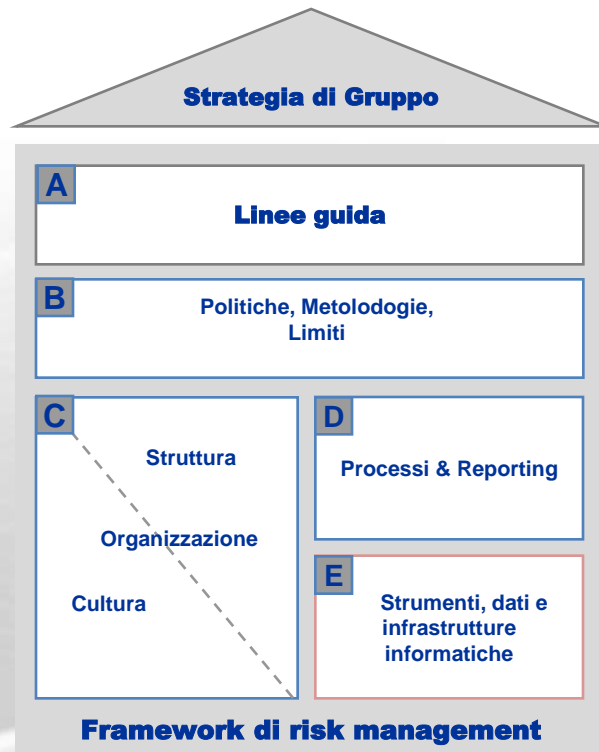 Strategia di Gruppo
A
Linee guida
B
Politiche, Metolodogie,
Limiti
C
Struttura
Organizzazione
Cultura
D
Processi & Reporting
E
Strumenti, dati e
infrastrutture
informatiche
Framework di risk management